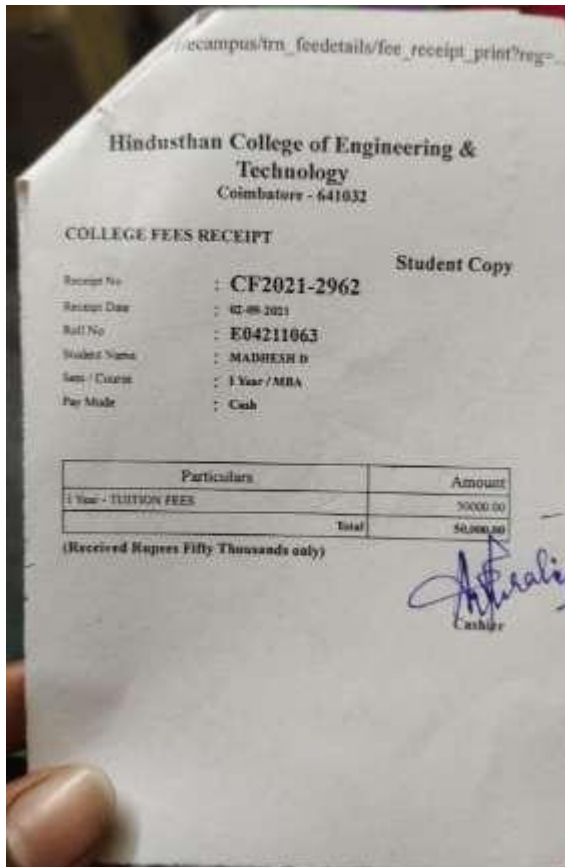 /ecampus/trn_feedetails/fee_receipt_print?reg=...
Hindusthan College of Engineering &
Technology
Coimbatore - 641032
COLLEGE FEES RECEIPT
Student Copy
Receipt No : CF2021-2962
Receipt Date : 02-09-2021
Roll No : E04211063
Student Name : MADHESH D
Sem / Course : I Year / MBA
Pay Mode : Cash
Particulars Amount
I Year - TUITION FEES 50000.00
Total 50,000.00
(Received Rupees Fifty Thousands only)
Cashier